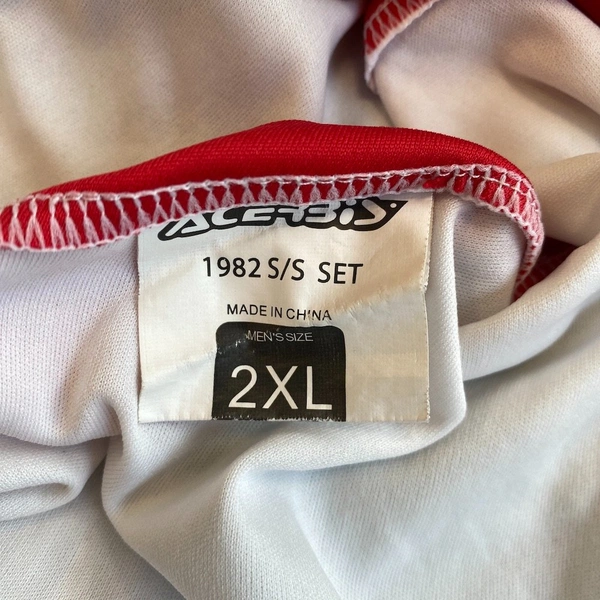 ACERBIS
1982 S/S SET
MADE IN CHINA
MEN'S SIZE
2XL